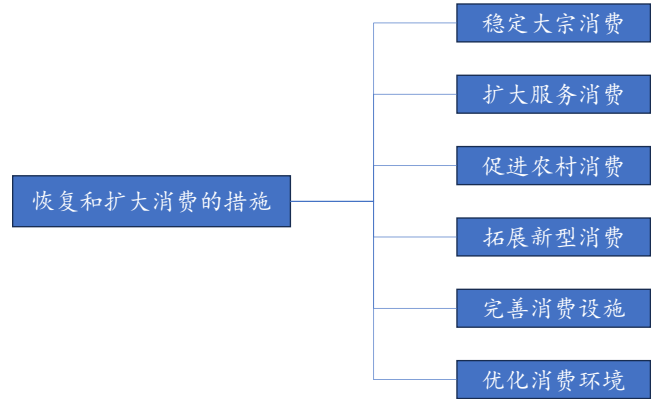 稳定大宗消费
扩大服务消费
促进农村消费
恢复和扩大消费的措施
拓展新型消费
完善消费设施
优化消费环境